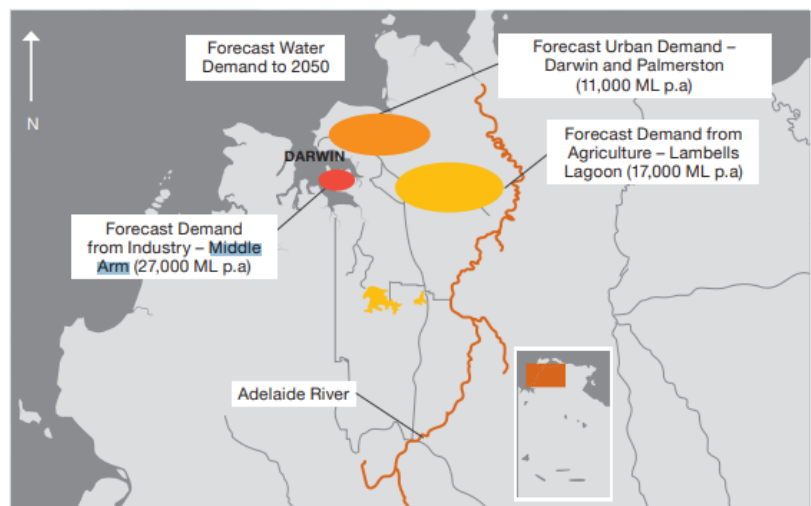 Forecast Water
Demand to 2050
Forecast Urban Demand –
Darwin and Palmerston
(11,000 ML p.a)
N
DARWIN
Forecast Demand from
Agriculture – Lambells
Lagoon (17,000 ML p.a)
Forecast Demand
from Industry – Middle
Arm (27,000 ML p.a)
Adelaide River